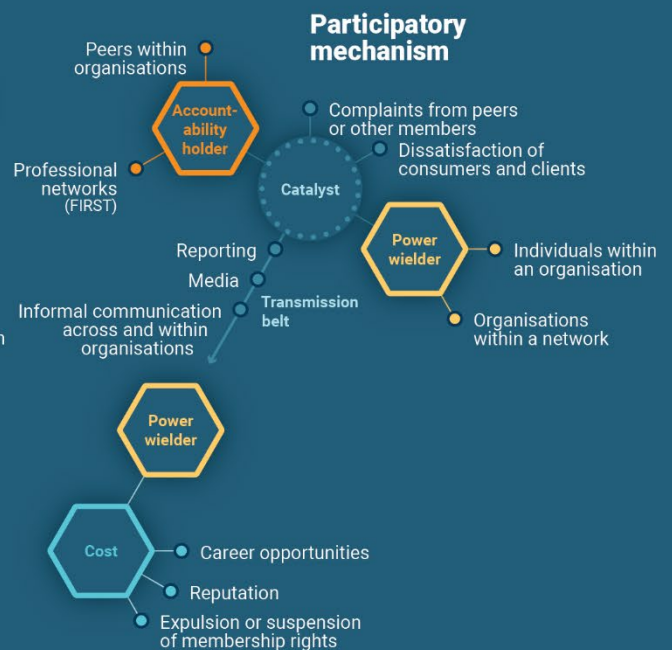 Participatory
mechanism
Peers within
organisations
Account-
ability
holder
Professional
networks
(FIRST)
Complaints from peers
or other members
Dissatisfaction of
consumers and clients
Catalyst
Power
wielder
Individuals within
an organisation
Organisations
within a network
Reporting
Media
Informal communication
across and within
organisations
Transmission
belt
n
Power
wielder
Cost
Career opportunities
Reputation
Expulsion or suspension
of membership rights